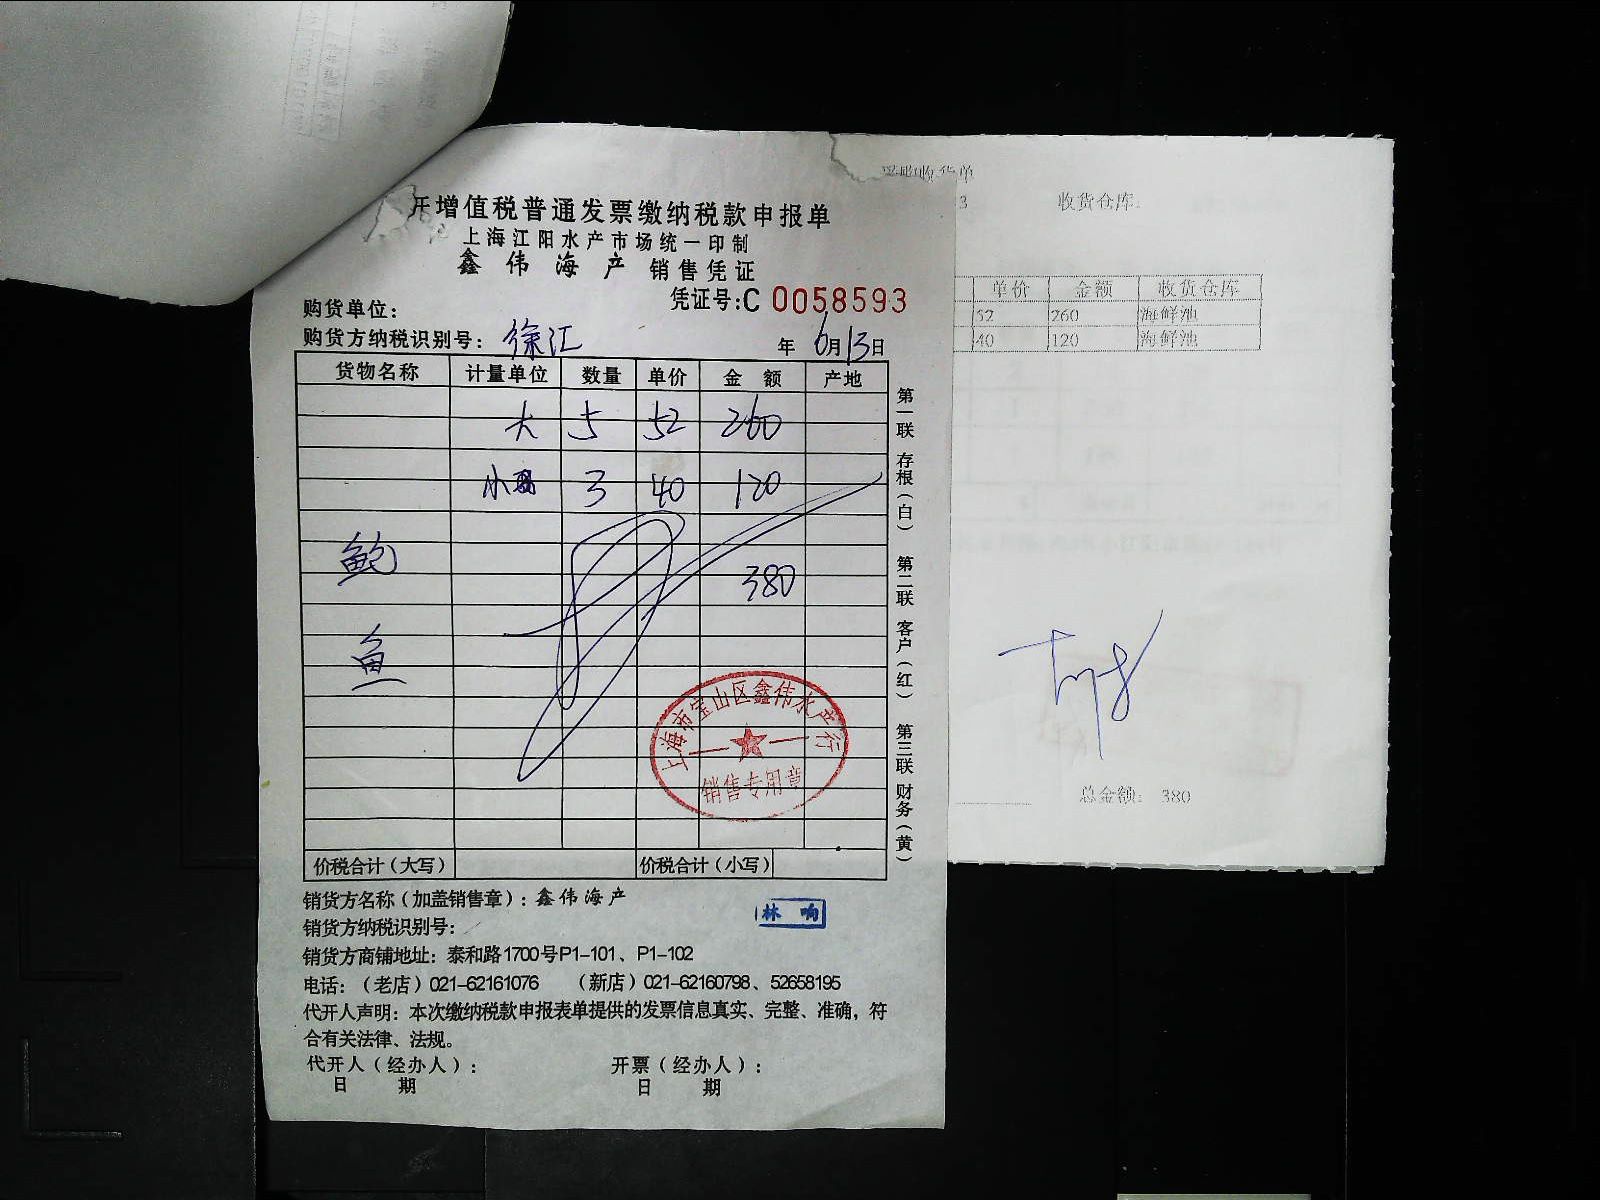 开增值税普通发票缴纳税款申报单
上海江阳水产市场统一印制
鑫伟海产 销售凭证
凭证号:C 0058593
购货单位:
购货方纳税识别号: 徐汇
年 6月13日
货物名称 计量单位 数量 单价 金额 产地
大 5 52 260
小 3 40 120
鲍
380
鱼
价税合计(大写) 价税合计(小写)
第一联 存根(白) 第二联 客户(红) 第三联 财务(黄)
上海市宝山区鑫伟水产行
销售专用章
销货方名称(加盖销售章): 鑫伟海产
林响
销货方纳税识别号:
销货方商铺地址: 泰和路1700号P1-101、P1-102
电话:(老店)021-62161076 (新店)021-62160798、52658195
代开人声明: 本次缴纳税款申报表单提供的发票信息真实、完整、准确,符
合有关法律、法规。
代开人(经办人): 开票(经办人):
日 期 日 期
收货单
3 收货仓库:
单价 金额 收货仓库
52 260 海鲜池
40 120 海鲜池
总金额: 380